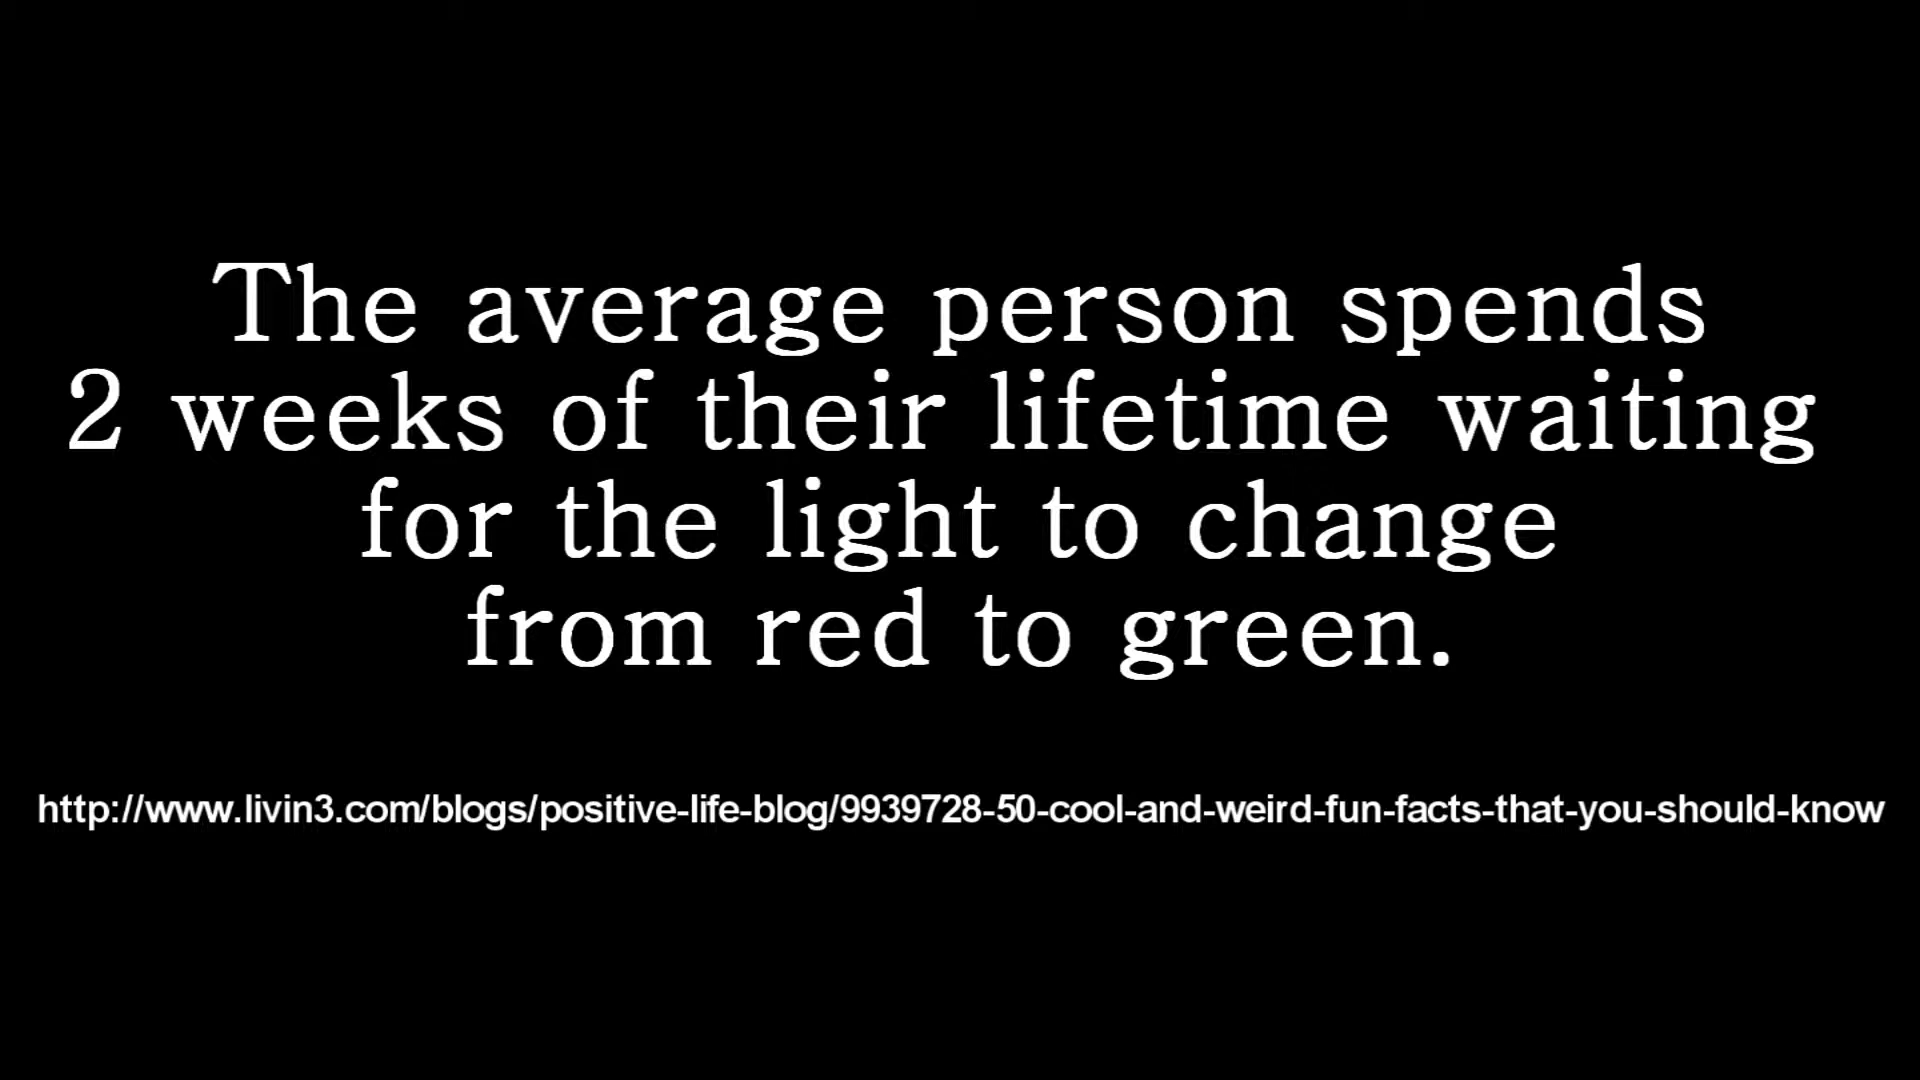 The average person spends
2 weeks of their lifetime waiting
for the light to change
from red to green.
http://www.livin3.com/blogs/positive-life-blog/9939728-50-cool-and-weird-fun-facts-that-you-should-know